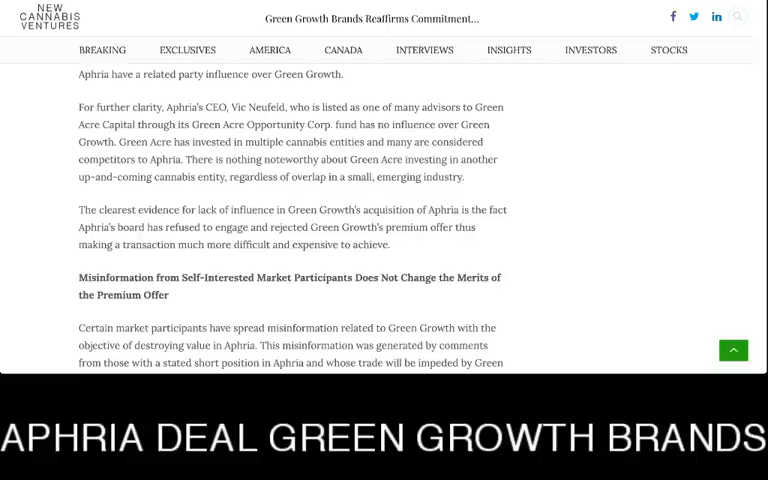 NEW
CANNABIS
VENTURES
Green Growth Brands Reaffirms Commitment...
BREAKING EXCLUSIVES AMERICA CANADA INTERVIEWS INSIGHTS INVESTORS STOCKS
Aphria have a related party influence over Green Growth.
For further clarity, Aphria's CEO, Vic Neufeld, who is listed as one of many advisors to Green
Acre Capital through its Green Acre Opportunity Corp. fund has no influence over Green
Growth. Green Acre has invested in multiple cannabis entities and many are considered
competitors to Aphria. There is nothing noteworthy about Green Acre investing in another
up-and-coming cannabis entity, regardless of overlap in a small, emerging industry.
The clearest evidence for lack of influence in Green Growth's acquisition of Aphria is the fact
Aphria's board has refused to engage and rejected Green Growth's premium offer thus
making a transaction much more difficult and expensive to achieve.
Misinformation from Self-Interested Market Participants Does Not Change the Merits of
the Premium Offer
Certain market participants have spread misinformation related to Green Growth with the
objective of destroying value in Aphria. This misinformation was generated by comments
from those with a stated short position in Aphria and whose trade will be impeded by Green
APHRIA DEAL GREEN GROWTH BRANDS